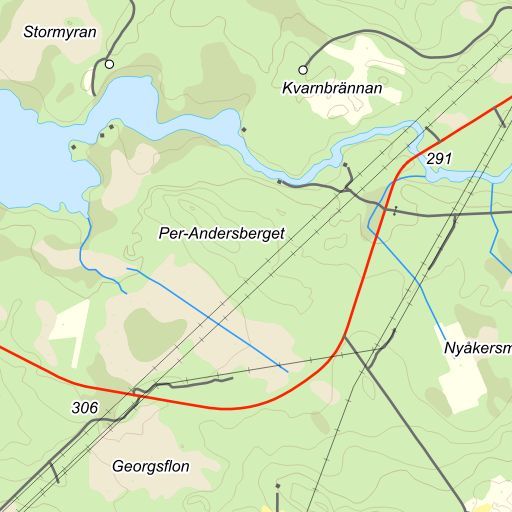 Stormyran
Kvarnbrännan
291
Per-Andersberget
Nyåkersm
306
Georgsflon